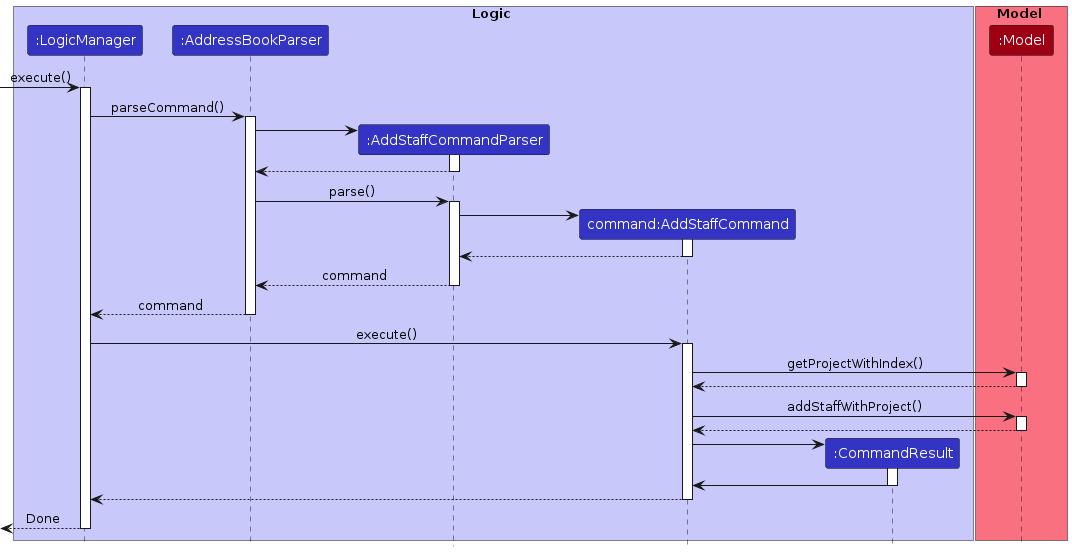 Logic
Model
:LogicManager
:AddressBookParser
:Model
execute()
parseCommand()
:AddStaffCommandParser
parse()
command:AddStaffCommand
command
command
execute()
getProjectWithIndex()
addStaffWithProject()
:CommandResult
Done